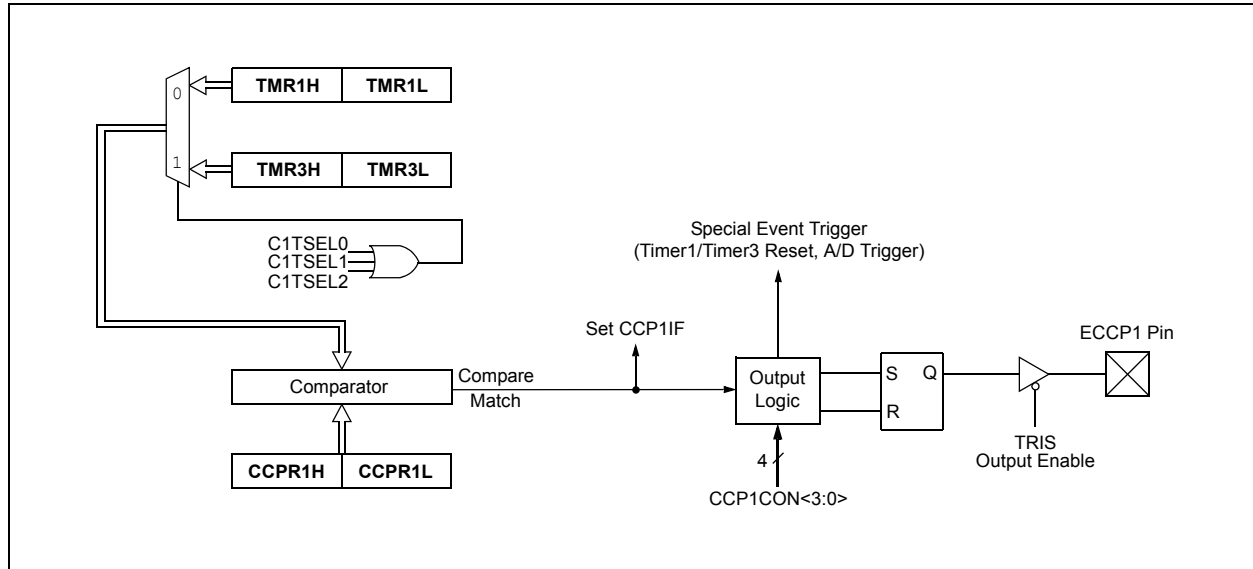 0
TMR1H TMR1L
1
TMR3H TMR3L
C1TSEL0
C1TSEL1
C1TSEL2
Special Event Trigger
(Timer1/Timer3 Reset, A/D Trigger)
Set CCP1IF
ECCP1 Pin
Comparator
Compare
Match
Output
Logic
S Q
R
TRIS
Output Enable
CCPR1H CCPR1L
4
CCP1CON<3:0>